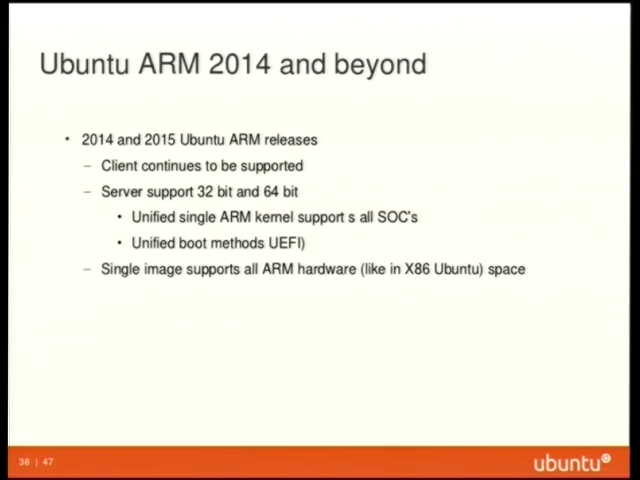 Ubuntu ARM 2014 and beyond
• 2014 and 2015 Ubuntu ARM releases
– Client continues to be supported
– Server support 32 bit and 64 bit
• Unified single ARM kernel support s all SOC's
• Unified boot methods UEFI)
– Single image supports all ARM hardware (like in X86 Ubuntu) space
38 | 47
ubuntu®